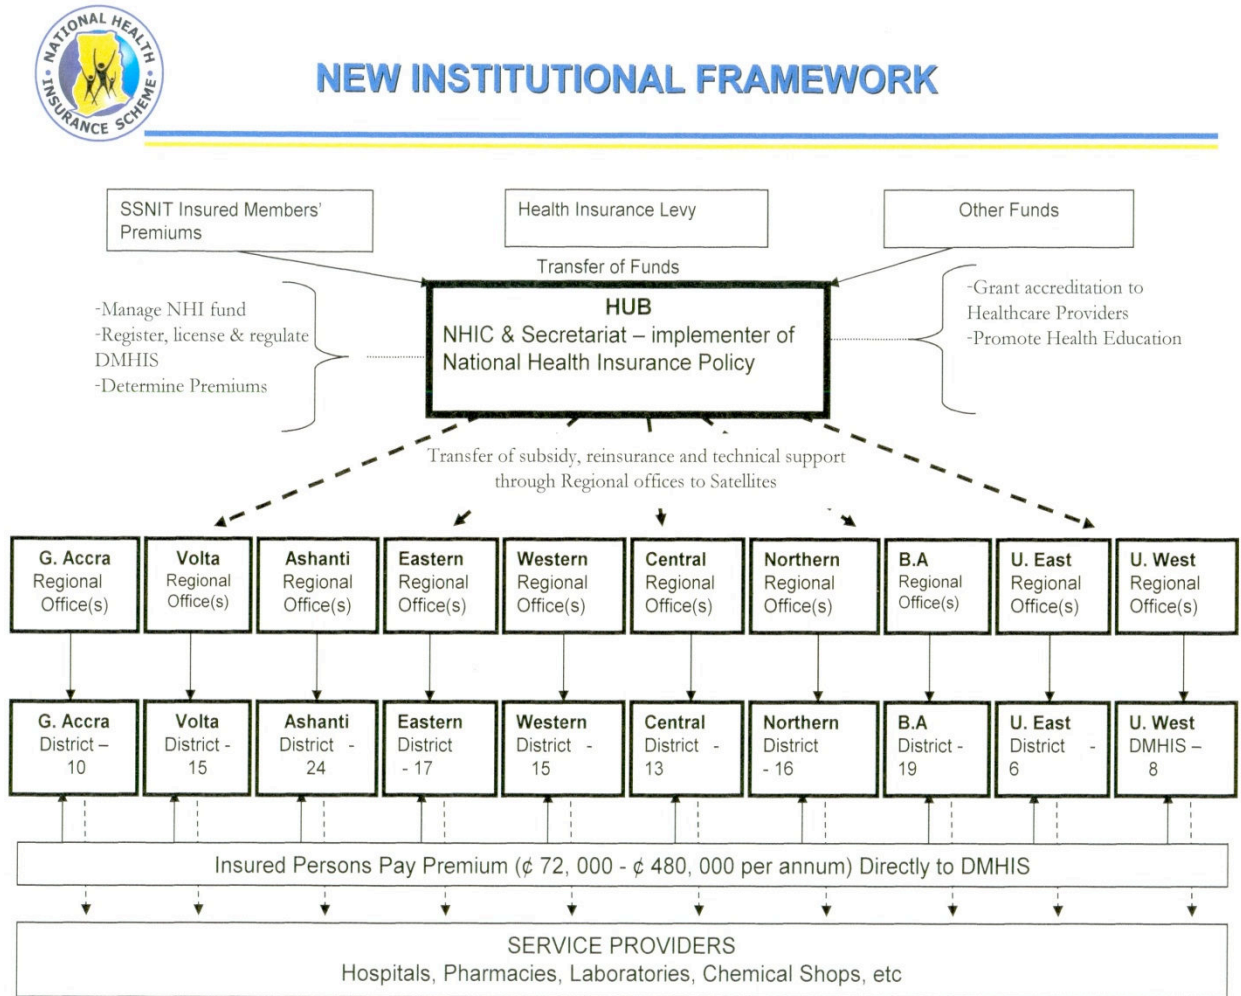 NATIONAL HEALTH
INSURANCE SCHEME
NEW INSTITUTIONAL FRAMEWORK
SSNIT Insured Members'
Premiums
Health Insurance Levy
Other Funds
Transfer of Funds
-Manage NHI fund
-Register, license & regulate
DMHIS
-Determine Premiums
HUB
NHIC & Secretariat – implementer of
National Health Insurance Policy
-Grant accreditation to
Healthcare Providers
-Promote Health Education
Transfer of subsidy, reinsurance and technical support
through Regional offices to Satellites
G. Accra
Regional
Office(s)
Volta
Regional
Office(s)
Ashanti
Regional
Office(s)
Eastern
Regional
Office(s)
Western
Regional
Office(s)
Central
Regional
Office(s)
Northern
Regional
Office(s)
B.A
Regional
Office(s)
U. East
Regional
Office(s)
U. West
Regional
Office(s)
G. Accra
District –
10
Volta
District -
15
Ashanti
District -
24
Eastern
District
- 17
Western
District -
15
Central
District -
13
Northern
District
- 16
B.A
District -
19
U. East
District -
6
U. West
DMHIS –
8
Insured Persons Pay Premium (₵ 72, 000 - ₵ 480, 000 per annum) Directly to DMHIS
SERVICE PROVIDERS
Hospitals, Pharmacies, Laboratories, Chemical Shops, etc